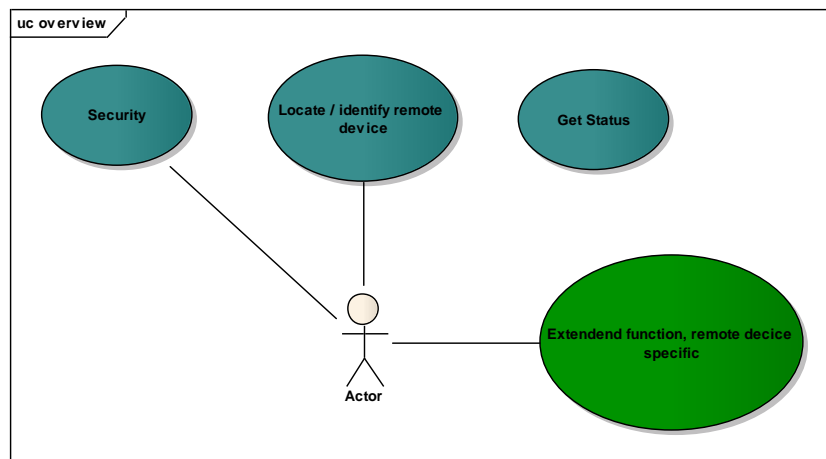 uc overview
Security
Locate / identify remote
device
Get Status
Extendend function, remote decice
specific
Actor